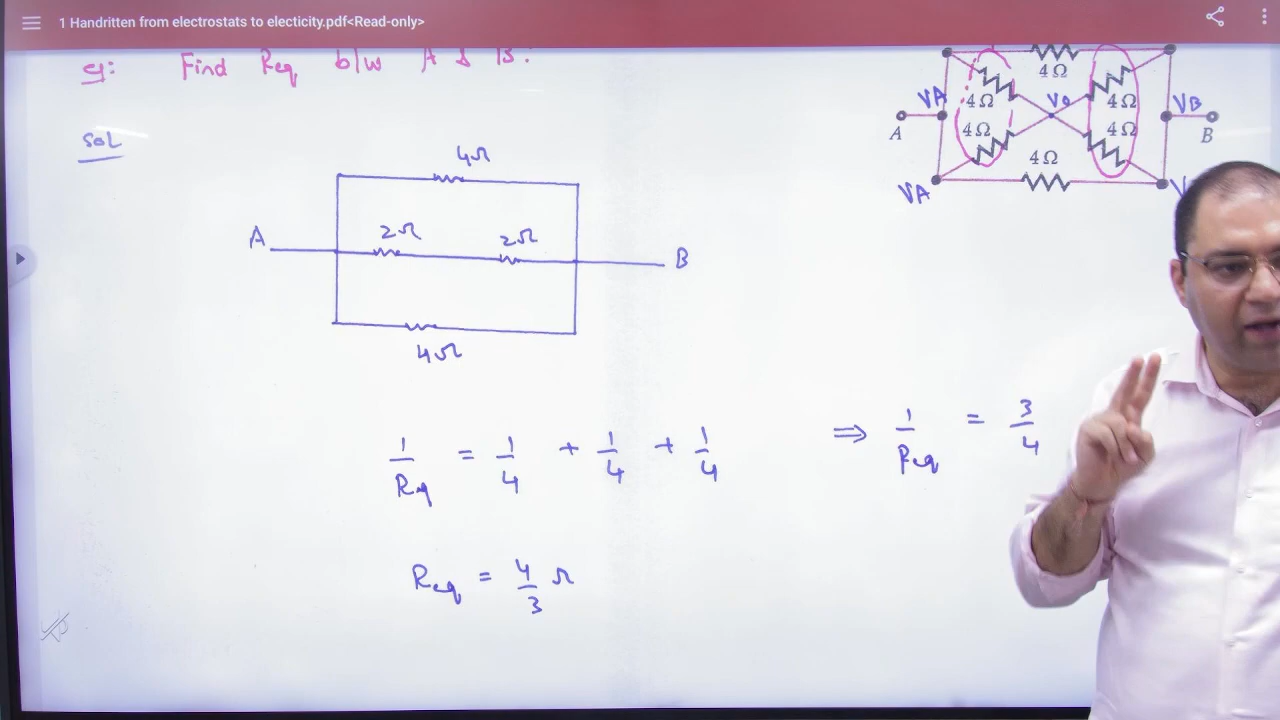 1 Handritten from electrostats to electicity.pdf<Read-only>
eg: Find Req b/w A & B.
Sol
4Ω
A 2Ω 2Ω B
4Ω
1/Req = 1/4 + 1/4 + 1/4 ⇒ 1/Req = 3/4
Req = 4/3 Ω
4Ω
VA 4Ω V0 4Ω VB
A B
4Ω 4Ω
4Ω
VA